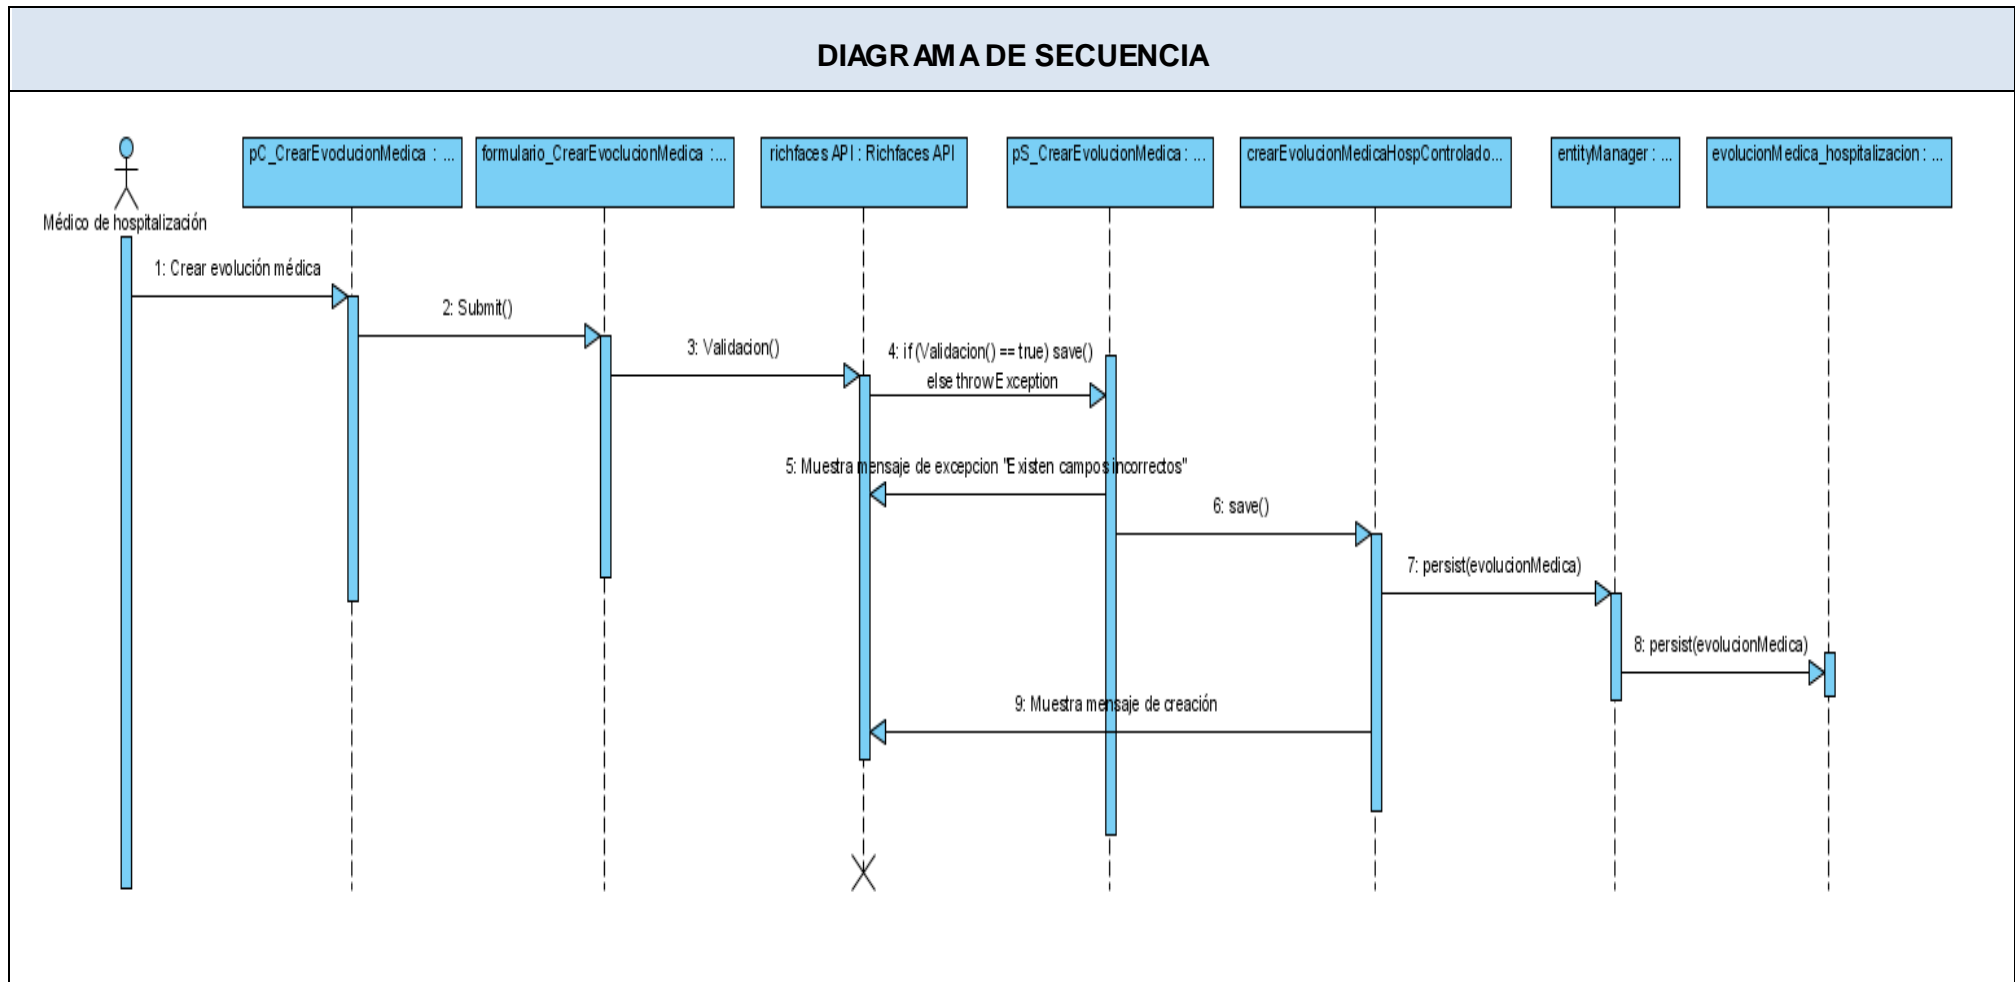 DIAGRAMA DE SECUENCIA
Médico de hospitalización
pC_CrearEvoclucionMedica : ...
formulario_CrearEvoclucionMedica :...
richfaces API : Richfaces API
pS_CrearEvolucionMedica : ...
crearEvolucionMedicaHospControlado...
entityManager : ...
evolucionMedica_hospitalizacion : ...
1: Crear evolución médica
2: Submit()
3: Validacion()
4: if (Validacion() == true) save()
else throwException
5: Muestra mensaje de excepcion "Existen campos incorrectos"
6: save()
7: persist(evolucionMedica)
8: persist(evolucionMedica)
9: Muestra mensaje de creación